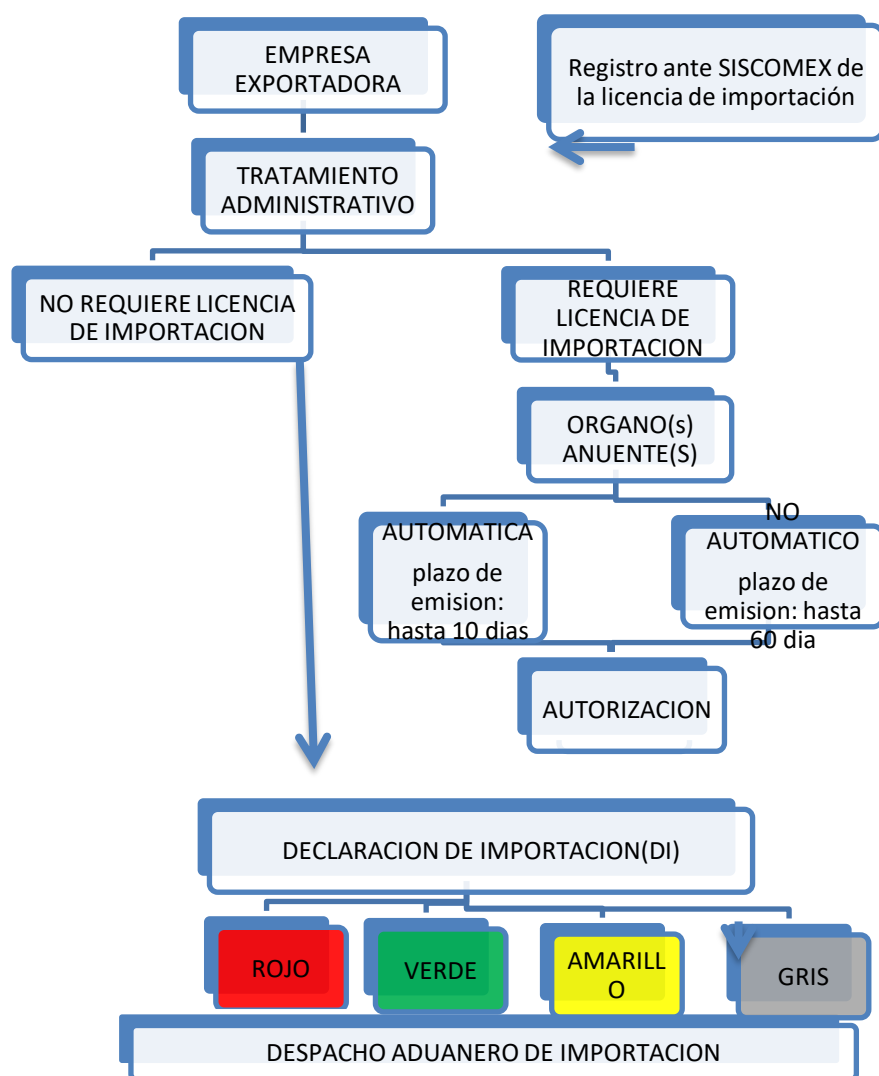 EMPRESA
EXPORTADORA
Registro ante SISCOMEX de
la licencia de importación
TRATAMIENTO
ADMINISTRATIVO
NO REQUIERE LICENCIA
DE IMPORTACION
REQUIERE
LICENCIA DE
IMPORTACION
ORGANO(s)
ANUENTE(S)
AUTOMATICA
plazo de
emision:
hasta 10 dias
NO
AUTOMATICO
plazo de
emision: hasta
60 dia
AUTORIZACION
DECLARACION DE IMPORTACION(DI)
ROJO
VERDE
AMARILL
O
GRIS
DESPACHO ADUANERO DE IMPORTACION